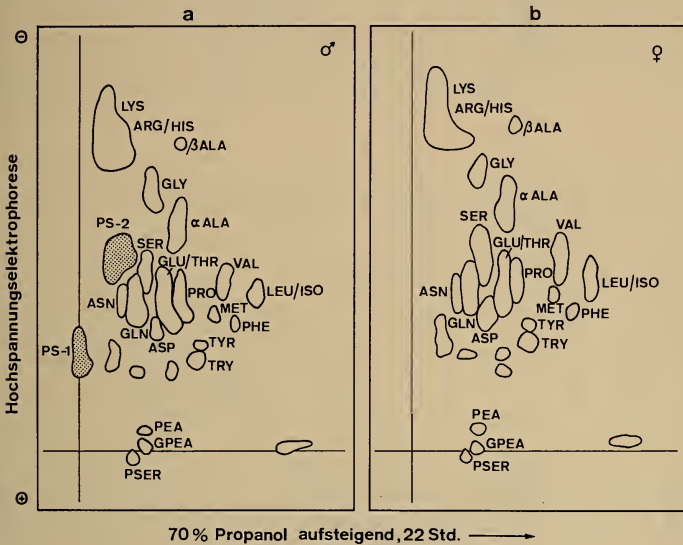 a
b
⊖
♂
♀
LYS
ARG/HIS
βALA
GLY
α ALA
PS-2
SER
GLU/THR
VAL
ASN
PRO
LEU/ISO
GLN
MET
PHE
PS-1
ASP
TYR
TRY
PEA
GPEA
PSER
LYS
ARG/HIS
βALA
GLY
α ALA
SER
GLU/THR
VAL
ASN
PRO
LEU/ISO
MET
GLN
PHE
ASP
TYR
TRY
PEA
GPEA
PSER
Hochspannungselektrophorese
⊕
70 % Propanol aufsteigend, 22 Std.